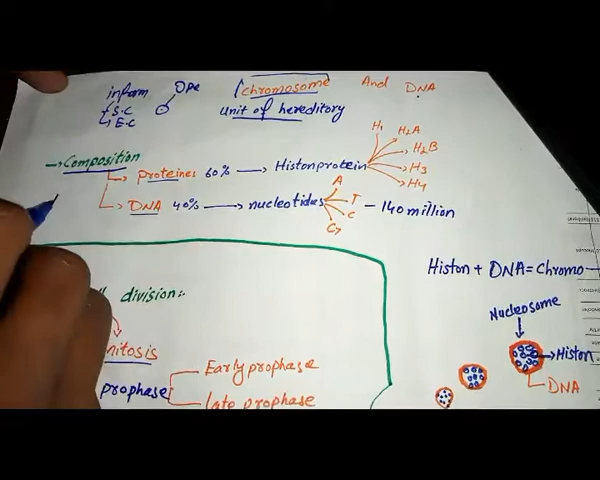 chromosome And DNA
inform One
S.C
E.C
unit of hereditory
→ Composition
→ proteines 60% → Histonprotein
H1
H2A
H2B
H3
H4
→ DNA 40% → nucleotides - 140 million
A
T
C
G
Histon + DNA = Chromo -
division:-
Nucleosome
→ Histon
DNA
mitosis
prophase
Early prophase
late prophase